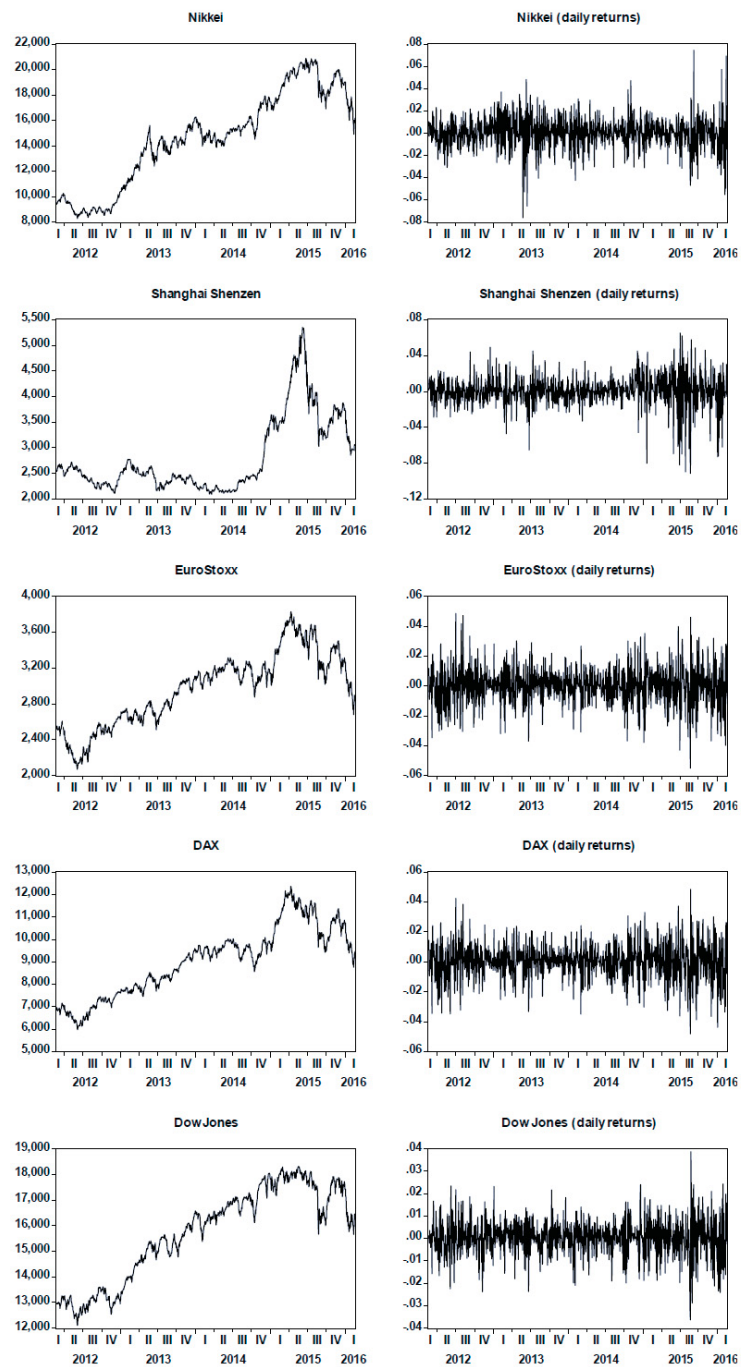 Nikkei
22,000
20,000
18,000
16,000
14,000
12,000
10,000
8,000
I II III IV I II III IV I II III IV I II III IV I
2012 2013 2014 2015 2016
Nikkei (daily returns)
.08
.06
.04
.02
.00
-.02
-.04
-.06
-.08
I II III IV I II III IV I II III IV I II III IV I
2012 2013 2014 2015 2016
Shanghai Shenzen
5,500
5,000
4,500
4,000
3,500
3,000
2,500
2,000
I II III IV I II III IV I II III IV I II III IV I
2012 2013 2014 2015 2016
Shanghai Shenzen (daily returns)
.08
.04
.00
-.04
-.08
-.12
I II III IV I II III IV I II III IV I II III IV I
2012 2013 2014 2015 2016
EuroStoxx
4,000
3,600
3,200
2,800
2,400
2,000
I II III IV I II III IV I II III IV I II III IV I
2012 2013 2014 2015 2016
EuroStoxx (daily returns)
.06
.04
.02
.00
-.02
-.04
-.06
I II III IV I II III IV I II III IV I II III IV I
2012 2013 2014 2015 2016
DAX
13,000
12,000
11,000
10,000
9,000
8,000
7,000
6,000
5,000
I II III IV I II III IV I II III IV I II III IV I
2012 2013 2014 2015 2016
DAX (daily returns)
.06
.04
.02
.00
-.02
-.04
-.06
I II III IV I II III IV I II III IV I II III IV I
2012 2013 2014 2015 2016
DowJones
19,000
18,000
17,000
16,000
15,000
14,000
13,000
12,000
I II III IV I II III IV I II III IV I II III IV I
2012 2013 2014 2015 2016
DowJones (daily returns)
.04
.03
.02
.01
.00
-.01
-.02
-.03
-.04
I II III IV I II III IV I II III IV I II III IV I
2012 2013 2014 2015 2016